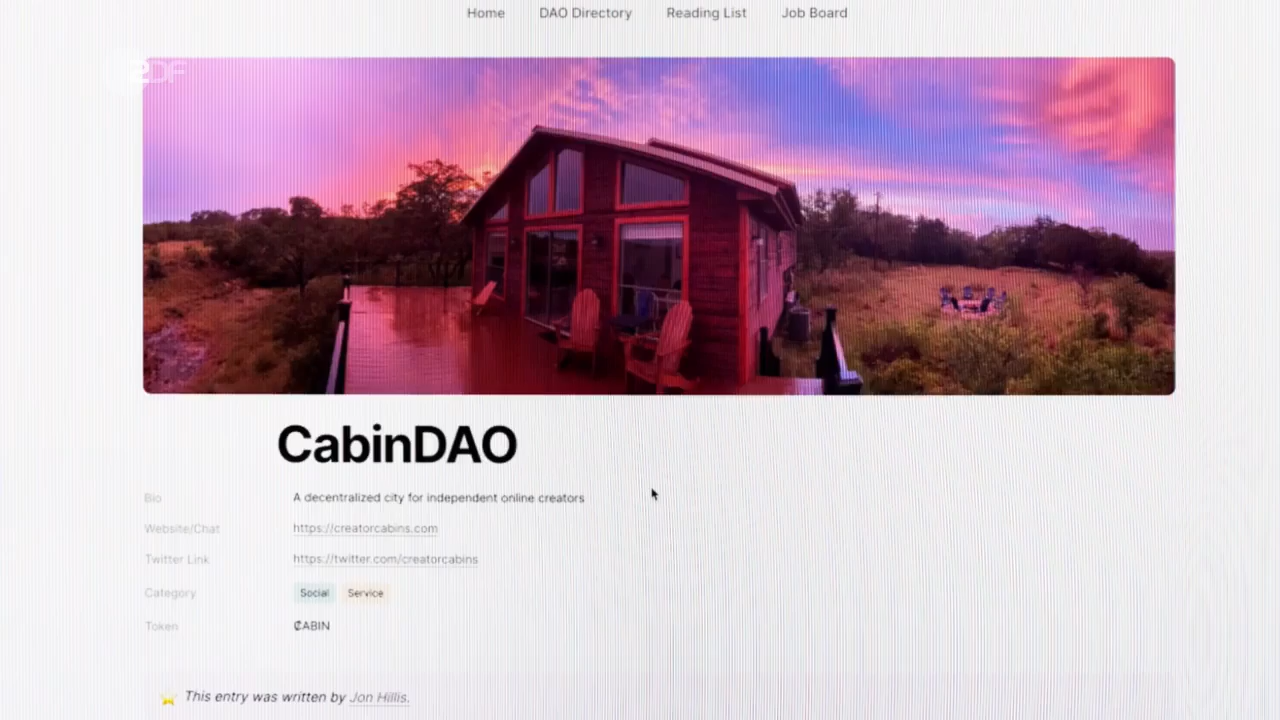 Home DAO Directory Reading List Job Board
ZDF
CabinDAO
Bio A decentralized city for independent online creators
Website/Chat https://creatorcabins.com
Twitter Link https://twitter.com/creatorcabins
Category Social Service
Token ₡ABIN
This entry was written by Jon Hillis.